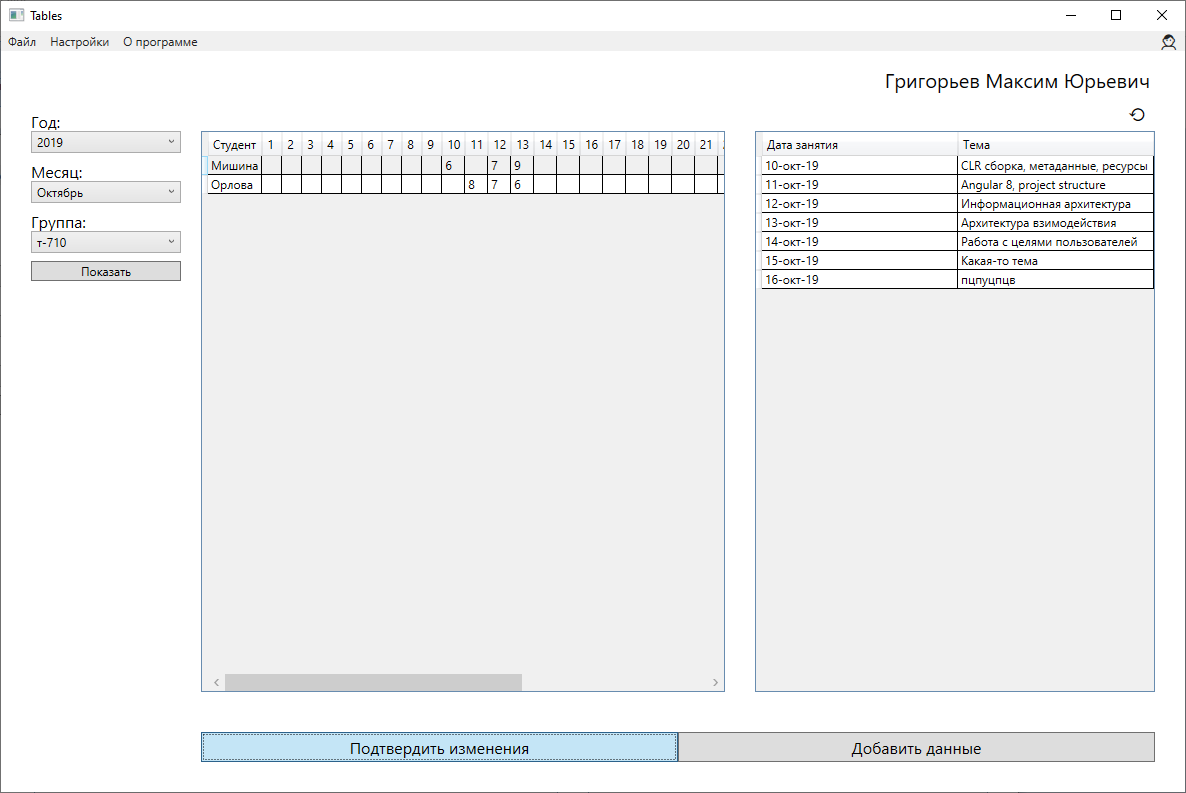 Tables
Файл Настройки О программе
Григорьев Максим Юрьевич
Год:
2019
Месяц:
Октябрь
Группа:
т-710
Показать
Студент 1 2 3 4 5 6 7 8 9 10 11 12 13 14 15 16 17 18 19 20 21
Мишина 6 7 9
Орлова 8 7 6
Дата занятия Тема
10-окт-19 CLR сборка, метаданные, ресурсы
11-окт-19 Angular 8, project structure
12-окт-19 Информационная архитектура
13-окт-19 Архитектура взимодействия
14-окт-19 Работа с целями пользователей
15-окт-19 Какая-то тема
16-окт-19 пцпуцпцв
Подтвердить изменения Добавить данные